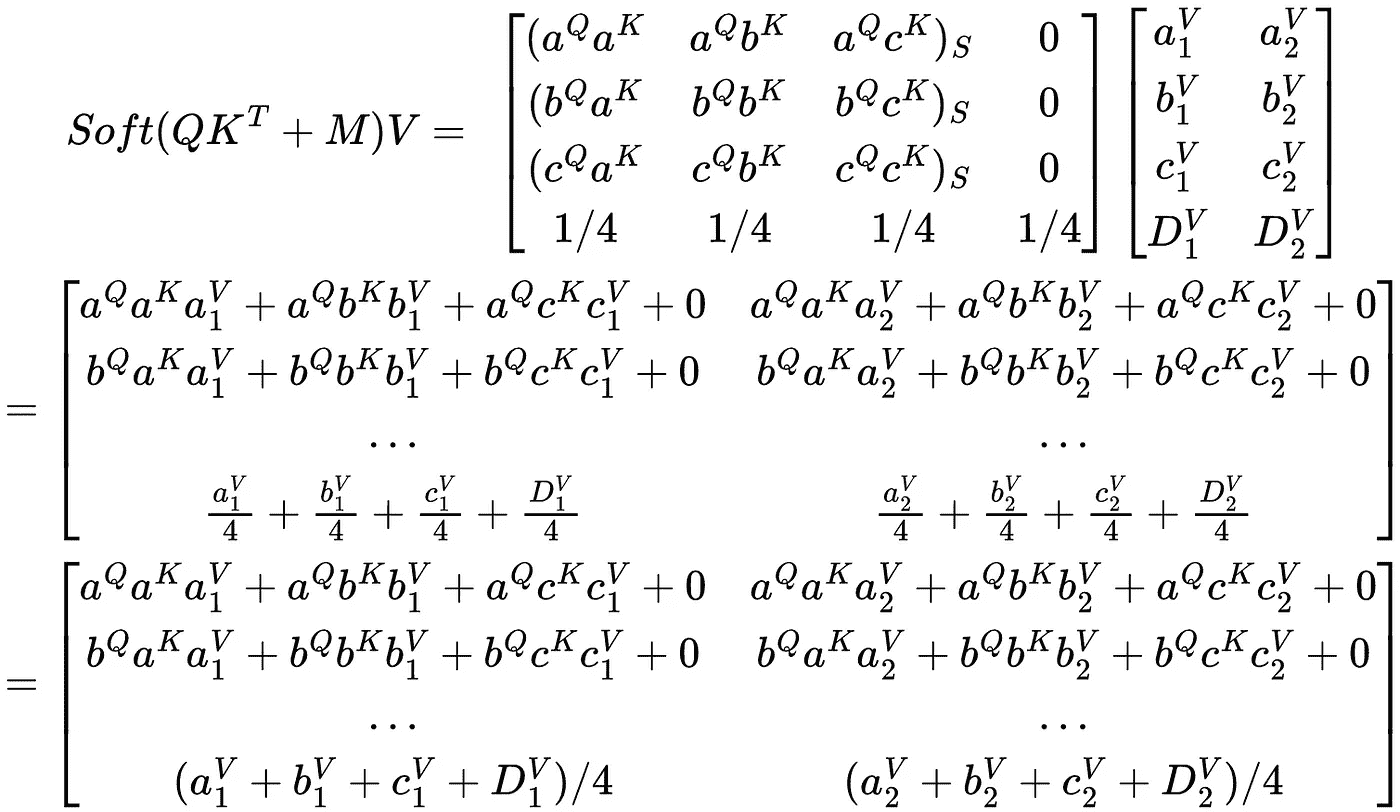 Soft(QK^T + M)V = [ (a^Q a^K   a^Q b^K   a^Q c^K)_S   0 ] [ a_1^V   a_2^V ]
[ (b^Q a^K   b^Q b^K   b^Q c^K)_S   0 ] [ b_1^V   b_2^V ]
[ (c^Q a^K   c^Q b^K   c^Q c^K)_S   0 ] [ c_1^V   c_2^V ]
[ 1/4   1/4   1/4   1/4 ] [ D_1^V   D_2^V ]
= [ a^Q a^K a_1^V + a^Q b^K b_1^V + a^Q c^K c_1^V + 0   a^Q a^K a_2^V + a^Q b^K b_2^V + a^Q c^K c_2^V + 0 ]
[ b^Q a^K a_1^V + b^Q b^K b_1^V + b^Q c^K c_1^V + 0   b^Q a^K a_2^V + b^Q b^K b_2^V + b^Q c^K c_2^V + 0 ]
[ ...   ... ]
[ a_1^V/4 + b_1^V/4 + c_1^V/4 + D_1^V/4   a_2^V/4 + b_2^V/4 + c_2^V/4 + D_2^V/4 ]
= [ a^Q a^K a_1^V + a^Q b^K b_1^V + a^Q c^K c_1^V + 0   a^Q a^K a_2^V + a^Q b^K b_2^V + a^Q c^K c_2^V + 0 ]
[ b^Q a^K a_1^V + b^Q b^K b_1^V + b^Q c^K c_1^V + 0   b^Q a^K a_2^V + b^Q b^K b_2^V + b^Q c^K c_2^V + 0 ]
[ ...   ... ]
[ (a_1^V + b_1^V + c_1^V + D_1^V)/4   (a_2^V + b_2^V + c_2^V + D_2^V)/4 ]